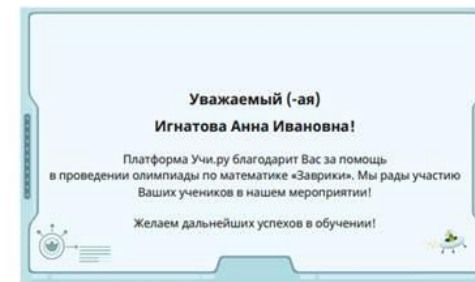 Уважаемый (-ая)
Игнатова Анна Ивановна!
Платформа Учи.ру благодарит Вас за помощь
в проведении олимпиады по математике «Заврики». Мы рады участию
Ваших учеников в нашем мероприятии!
Желаем дальнейших успехов в обучении!